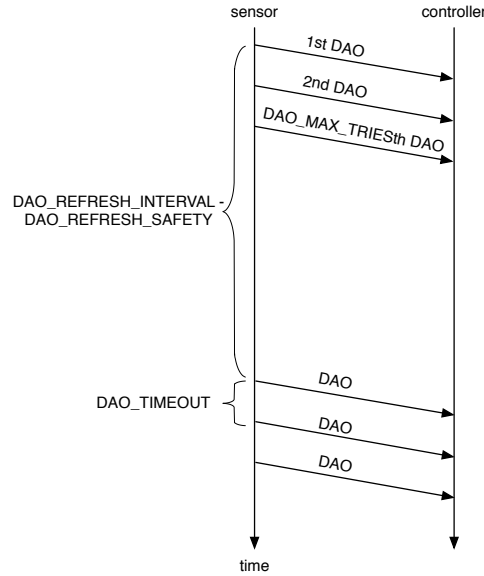 sensor
controller
1st DAO
2nd DAO
DAO_MAX_TRIESth DAO
DAO_REFRESH_INTERVAL -
DAO_REFRESH_SAFETY
DAO
DAO_TIMEOUT
DAO
DAO
time